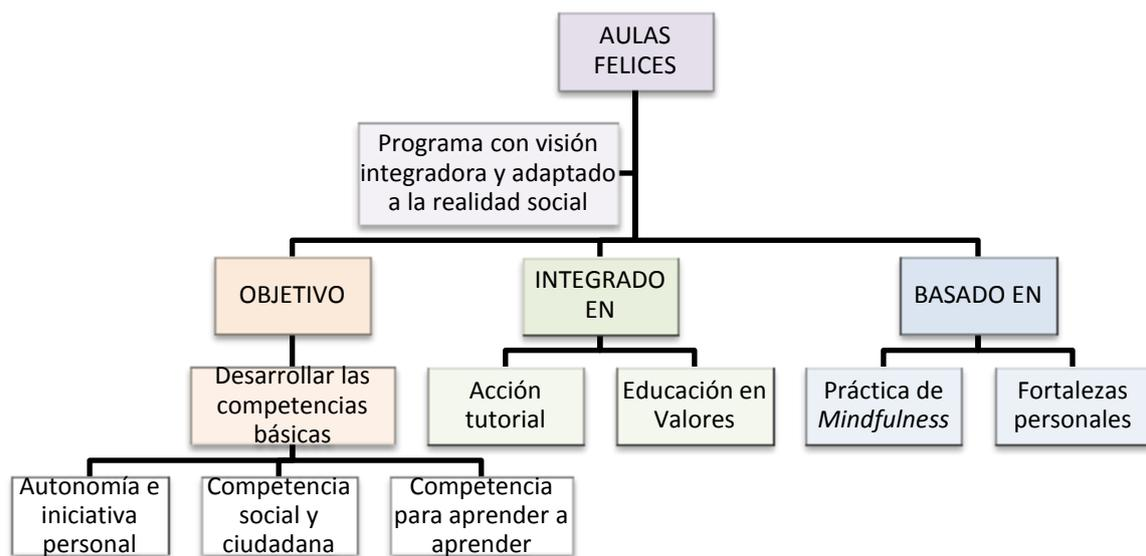 AULAS
FELICES
Programa con visión
integradora y adaptado
a la realidad social
OBJETIVO
INTEGRADO
EN
BASADO EN
Desarrollar las
competencias
básicas
Acción
tutorial
Educación en
Valores
Práctica de
Mindfulness
Fortalezas
personales
Autonomía e
iniciativa
personal
Competencia
social y
ciudadana
Competencia
para aprender a
aprender